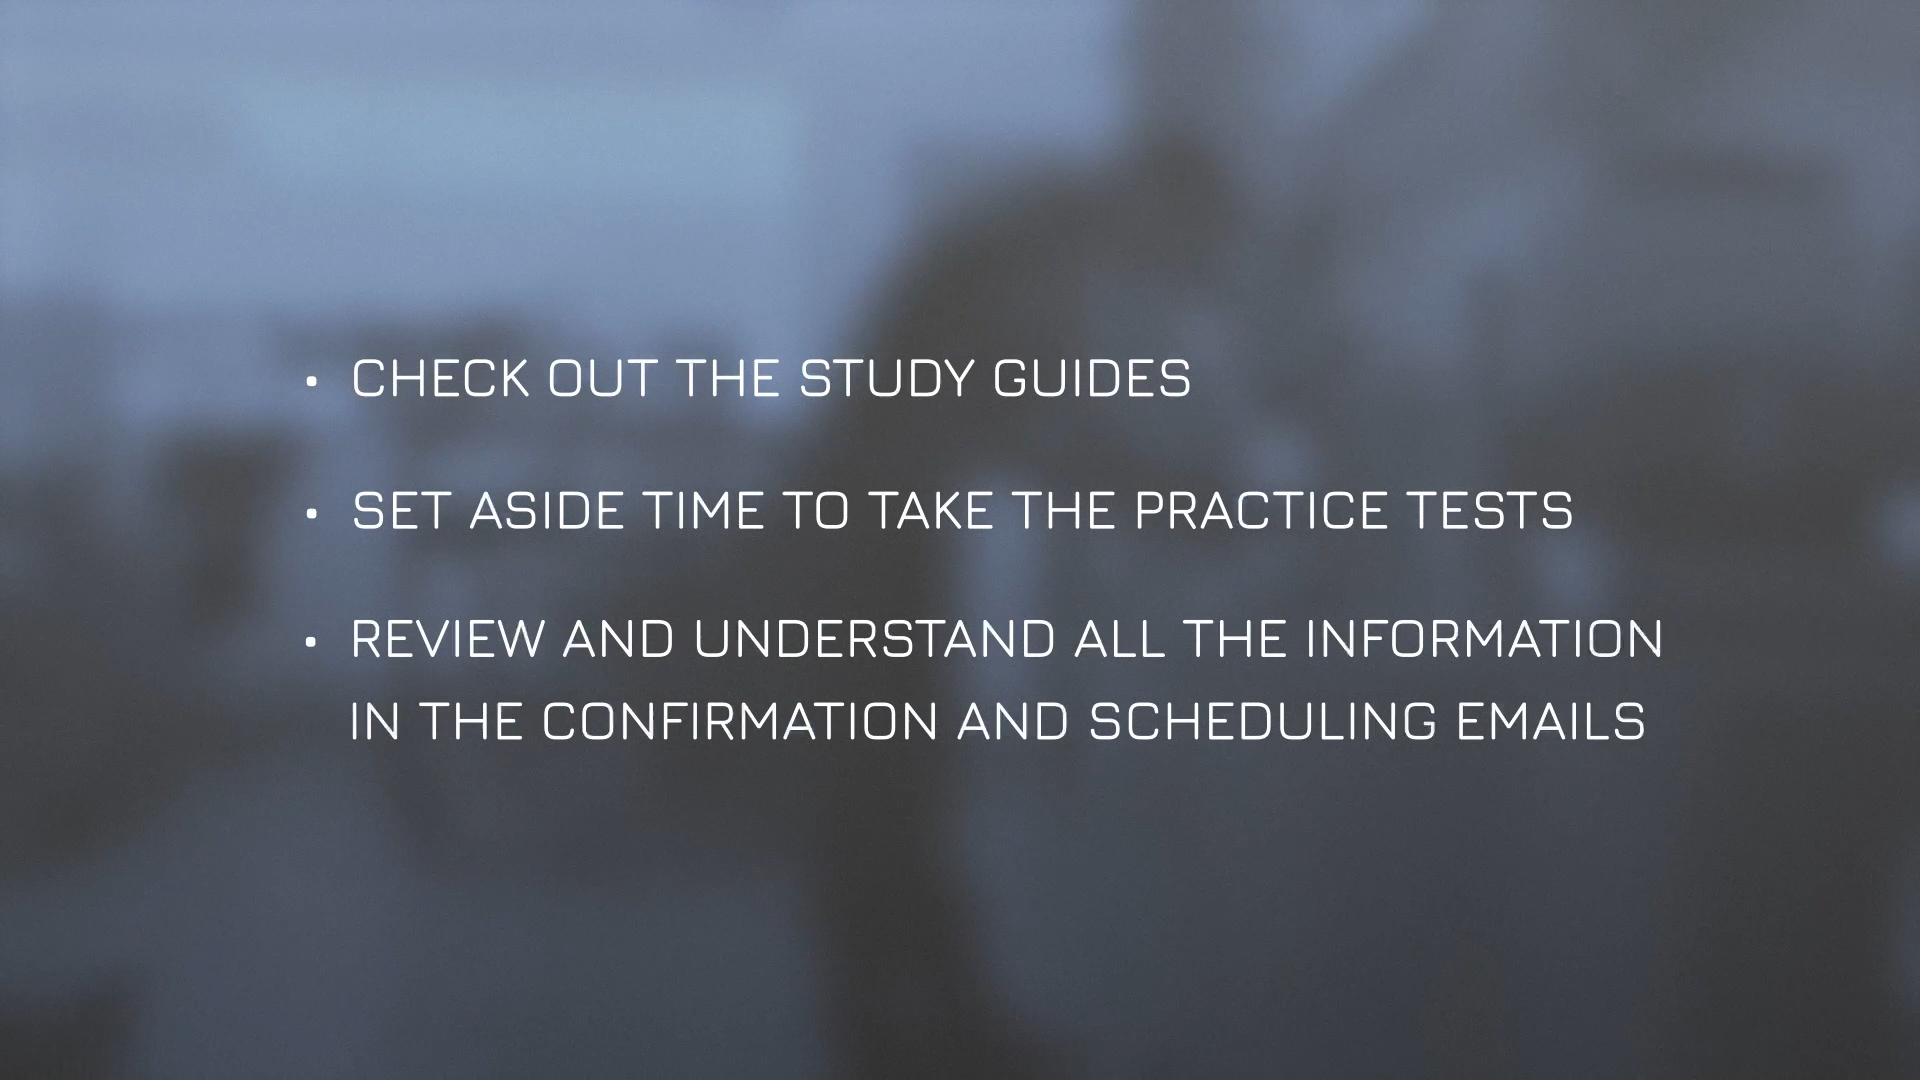 • CHECK OUT THE STUDY GUIDES
• SET ASIDE TIME TO TAKE THE PRACTICE TESTS
• REVIEW AND UNDERSTAND ALL THE INFORMATION
IN THE CONFIRMATION AND SCHEDULING EMAILS